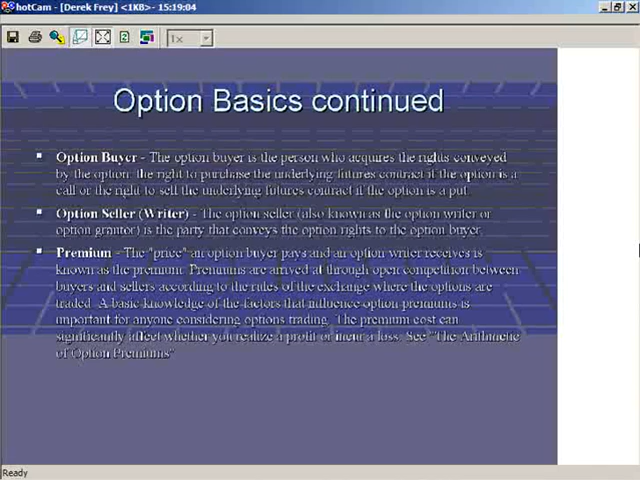 hotCam - [Derek Frey] <1KB> - 15:19:04
1x
Option Basics continued
Option Buyer - The option buyer is the person who acquires the rights conveyed
by the option: the right to purchase the underlying futures contract if the option is a
call or the right to sell the underlying futures contract if the option is a put.
Option Seller (Writer) - The option seller (also known as the option writer or
option grantor) is the party that conveys the option rights to the option buyer.
Premium - The "price" an option buyer pays and an option writer receives is
known as the premium. Premiums are arrived at through open competition between
buyers and sellers according to the rules of the exchange where the options are
traded. A basic knowledge of the factors that influence option premiums is
important for anyone considering options trading. The premium cost can
significantly affect whether you realize a profit or incur a loss. See "The Arithmetic
of Option Premiums"
Ready